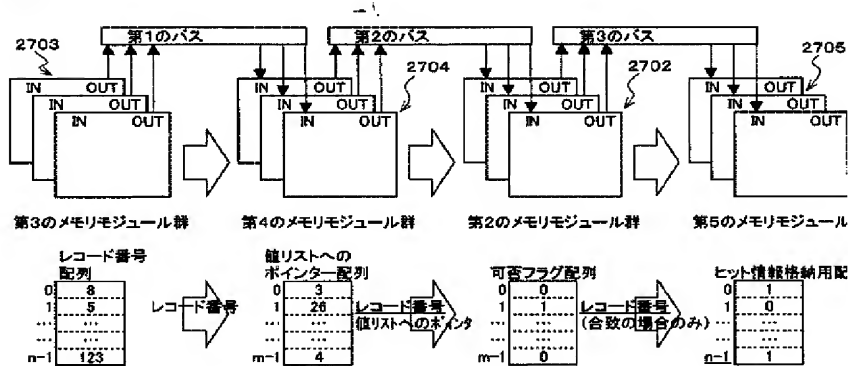 第1のバス
第2のバス
第3のバス
2703
2704
2702
2705
IN OUT
IN OUT
IN OUT
IN OUT
IN OUT
IN OUT
IN OUT
IN OUT
IN OUT
IN OUT
IN OUT
IN OUT
第3のメモリモジュール群
第4のメモリモジュール群
第2のメモリモジュール群
第5のメモリモジュール
レコード番号
配列
0 8
1 5
… …
… …
n-1 123
レコード番号
値リストへの
ポインター配列
0 3
1 26
… …
… …
m-1 4
レコード番号
値リストへのポインタ
可否フラグ配列
0 0
1 1
… …
… …
m-1 0
レコード番号
(合致の場合のみ)
ヒット情報格納用配
0 1
1 0
… …
… …
n-1 1